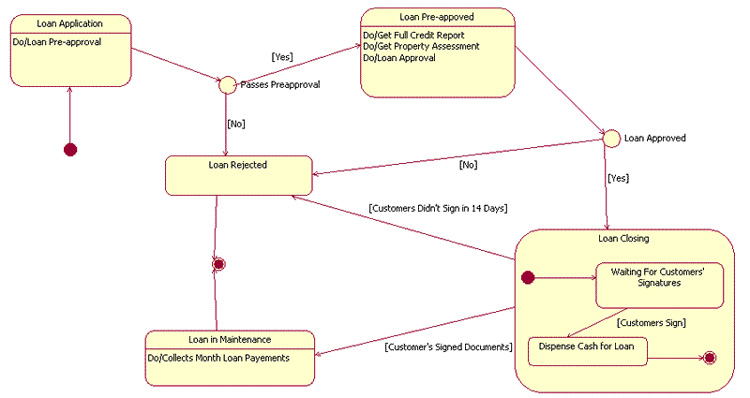 Loan Application
Do/Loan Pre-approval
Loan Pre-appoved
Do/Get Full Credit Report
Do/Get Property Assessment
Do/Loan Approval
[Yes]
Passes Preapproval
[No]
Loan Approved
[No]
[Yes]
Loan Rejected
[Customers Didn't Sign in 14 Days]
Loan Closing
Waiting For Customers'
Signatures
[Customers Sign]
Dispense Cash for Loan
Loan in Maintenance
Do/Collects Month Loan Payements
[Customer's Signed Documents]